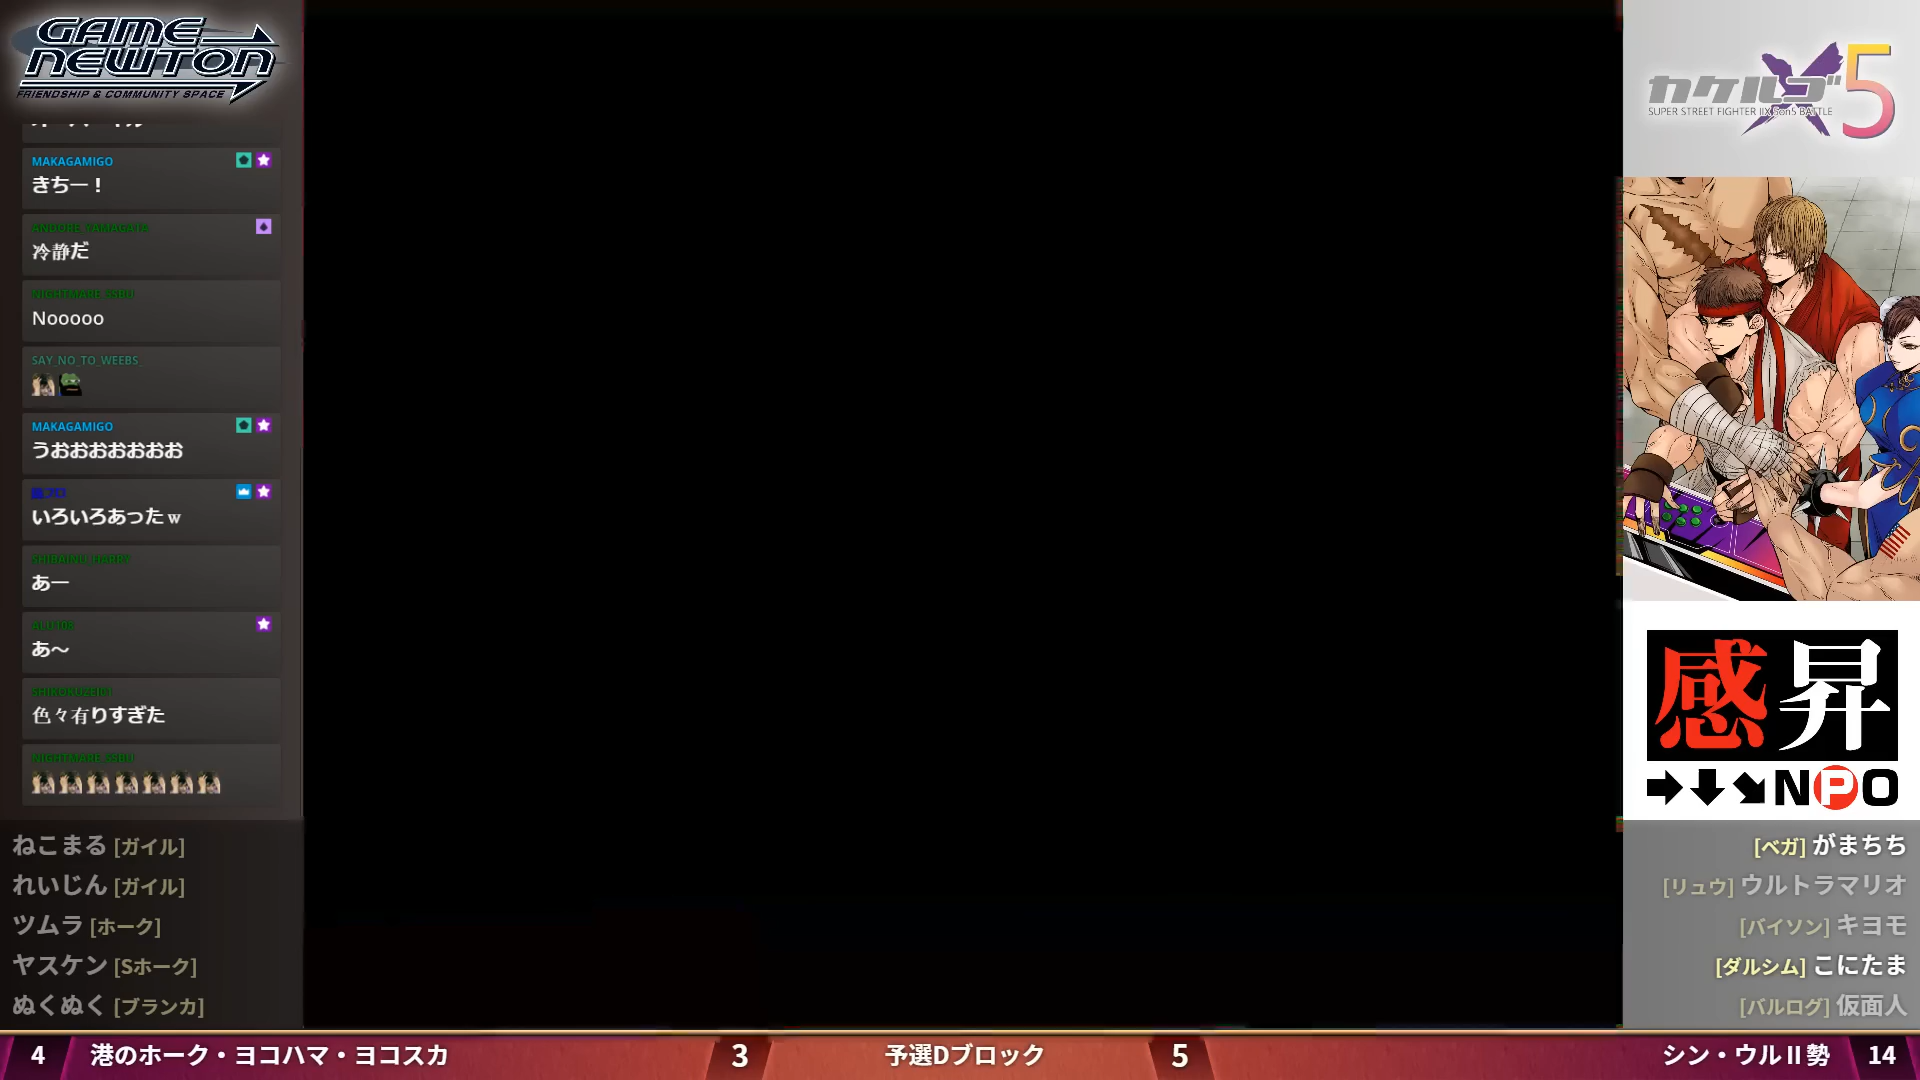 GAME
NEWTON
FRIENDSHIP & COMMUNITY SPACE
MAKAGAMIGO
きちー！
ANDORE_YAMAGATA
冷静だ
NIGHTMARE_SSBU
Nooooo
SAY_NO_TO_WEEBS_
MAKAGAMIGO
うおおおおおおお
いろいろあったｗ
SHIBAINU_HARRY
あー
あ～
SHIKOKUZEI01
色々有りすぎた
NIGHTMARE_SSBU
ねこまる [ガイル]
れいじん [ガイル]
ツムラ [ホーク]
ヤスケン [Sホーク]
ぬくぬく [ブランカ]
カケルゴ 5
SUPER STREET FIGHTER IIX 5on5 BATTLE
感昇
➡⬇⬊NPO
[ベガ] がまちち
[リュウ] ウルトラマリオ
[バイソン] キヨモ
[ダルシム] こにたま
[バルログ] 仮面人
4 港のホーク・ヨコハマ・ヨコスカ 3 予選Dブロック 5 シン・ウルⅡ勢 14